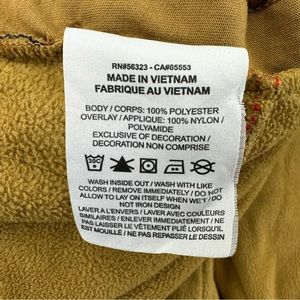 RN#56323 - CA#05553
MADE IN VIETNAM
FABRIQUE AU VIETNAM
BODY / CORPS: 100% POLYESTER
OVERLAY / APPLIQUE: 100% NYLON /
POLYAMIDE
EXCLUSIVE OF DECORATION /
DECORATION NON COMPRISE
WASH INSIDE OUT / WASH WITH LIKE
COLORS / REMOVE IMMEDIATELY / DO NOT
ALLOW TO LAY ON ITSELF WHEN WET / DO
NOT IRON DESIGN
LAVER A L'ENVERS / LAVER AVEC COULEURS
SIMILAIRES / ENLEVER IMMEDIATEMENT / NE
PAS LAISSER LE VÊTEMENT PLIÉ LORSQU'IL
EST MOUILLÉ / NE PAS REPASSER LE DESSIN